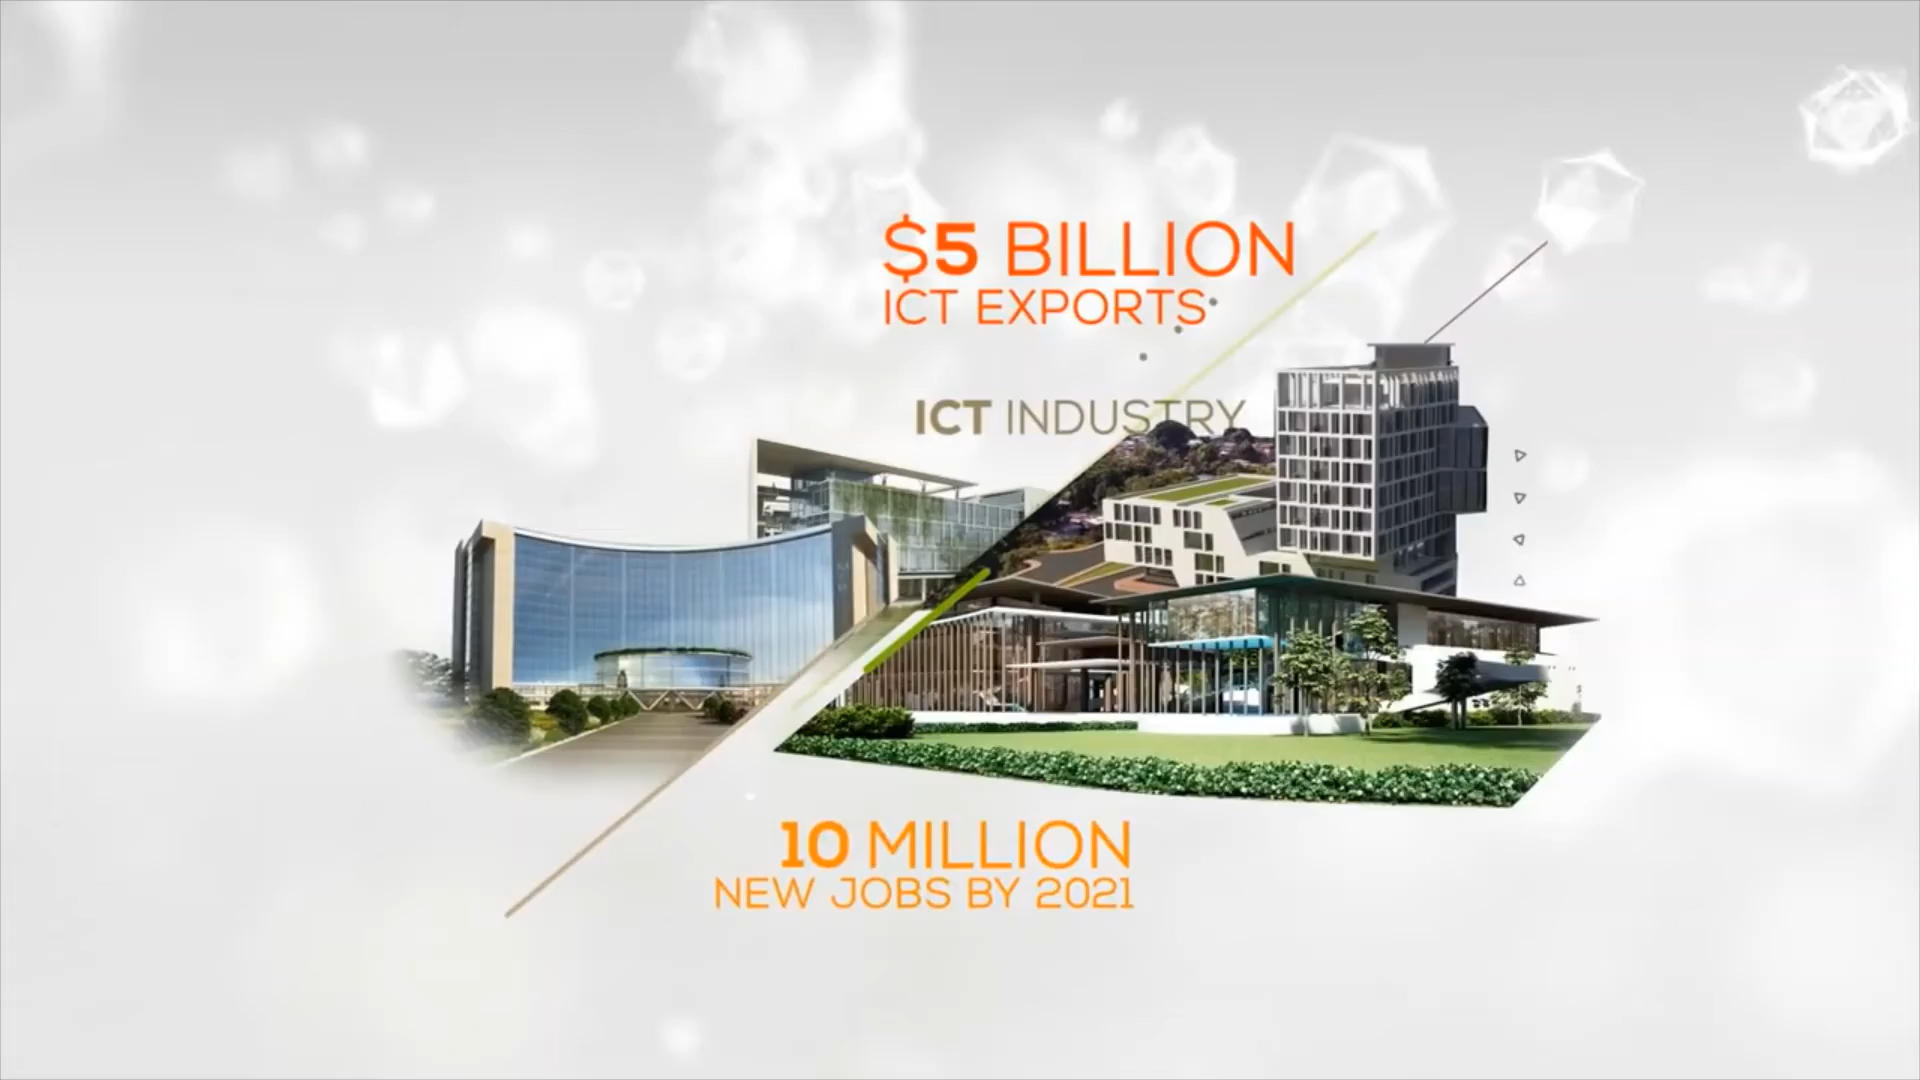 $5 BILLION
ICT EXPORTS
ICT INDUSTRY
10 MILLION
NEW JOBS BY 2021